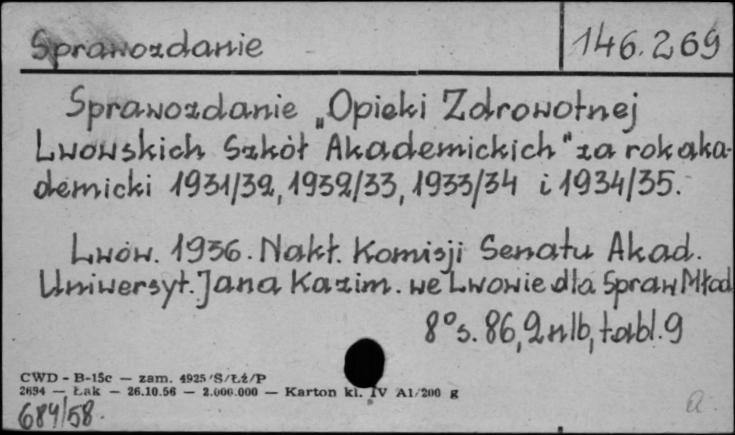 Sprawozdanie
146.269
Sprawozdanie „Opieki Zdrowotnej
Lwowskich Szkół Akademickich" za rok aka-
demicki 1931/32, 1932/33, 1933/34 i 1934/35.
Lwów. 1936. Nakł. Komisji Senatu Akad.
Uniwersyt. Jana Kazim. we Lwowie dla Spraw Mład
8° s. 86, 2 nlb, tabl. 9
CWD - B-15c — zam. 4925/S/Łż/P
2694 — Łak — 26.10.56 — 2.000.000 — Karton kl. IV A1/200 g
684/58.
a